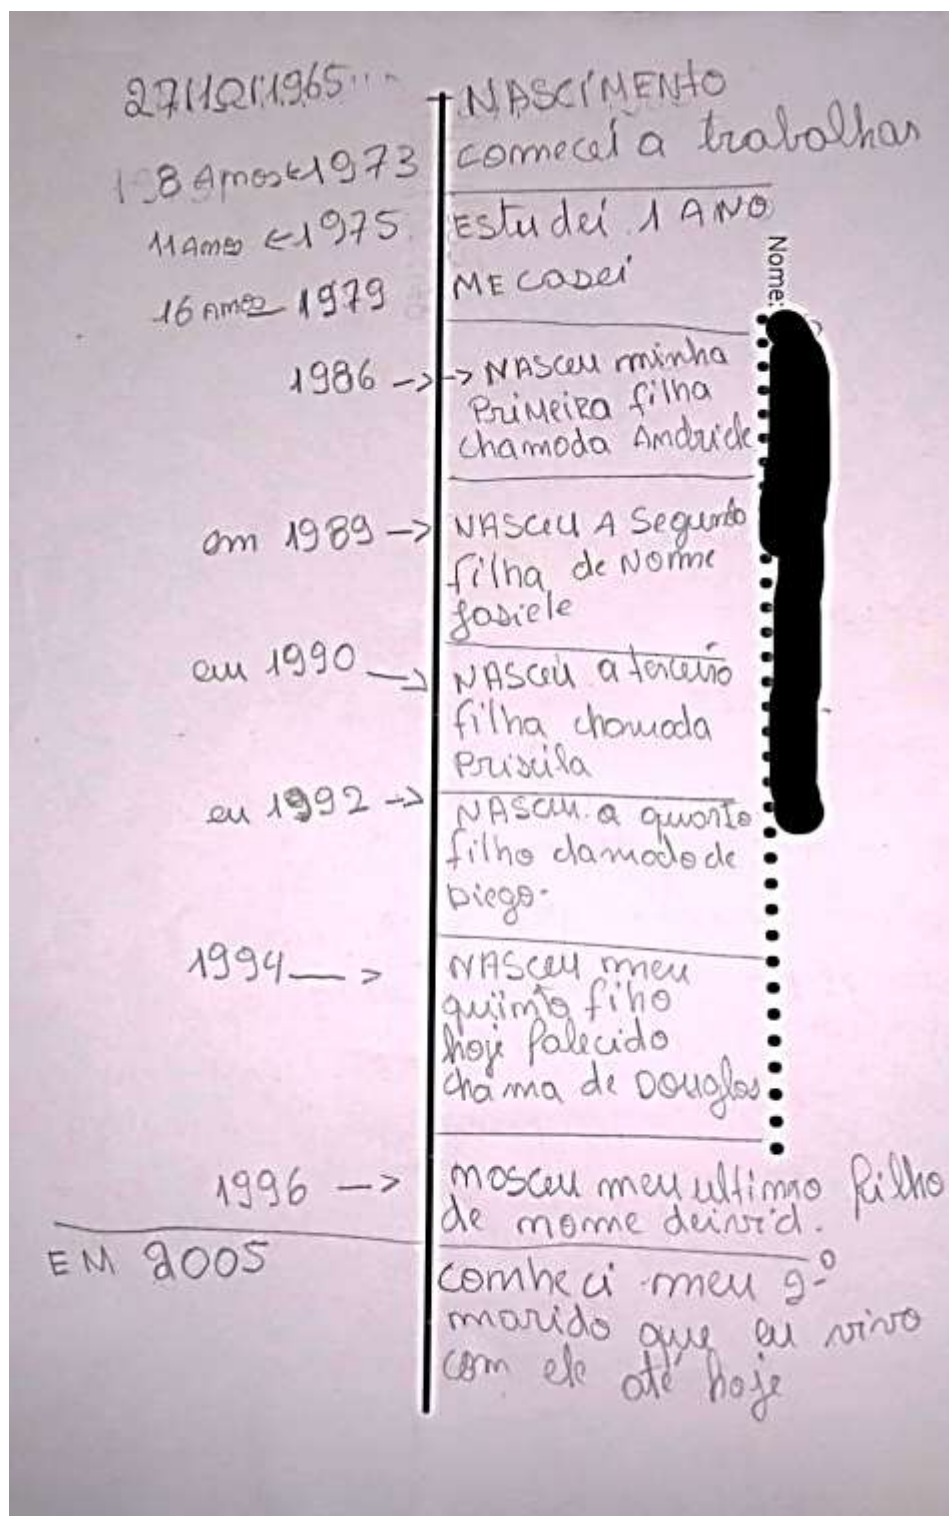 27/12/1965 NASCIMENTO
8 Anos ← 1973 comecei a trabalhar
11 Anos ← 1975 EStudei 1 ANO
16 Anos 1979 ME casei
Nome:
1986 -> -> NASceu minha
PriMeiRa filha
chamada Andriele
em 1989 -> NASceu A Segunda
filha de Nome
Josiele
em 1990 -> NASceu a terceira
filha chamada
Priscila
em 1992 -> NASceu a quarto
filho clamado de
Diego.
1994 -> NASceu meu
quinto fiho
hoje falecido
chama de Douglas
1996 -> nasceu meu ultimo filho
de nome deivid.
EM 2005 conheci meu 2º
marido que eu vivo
com ele até hoje